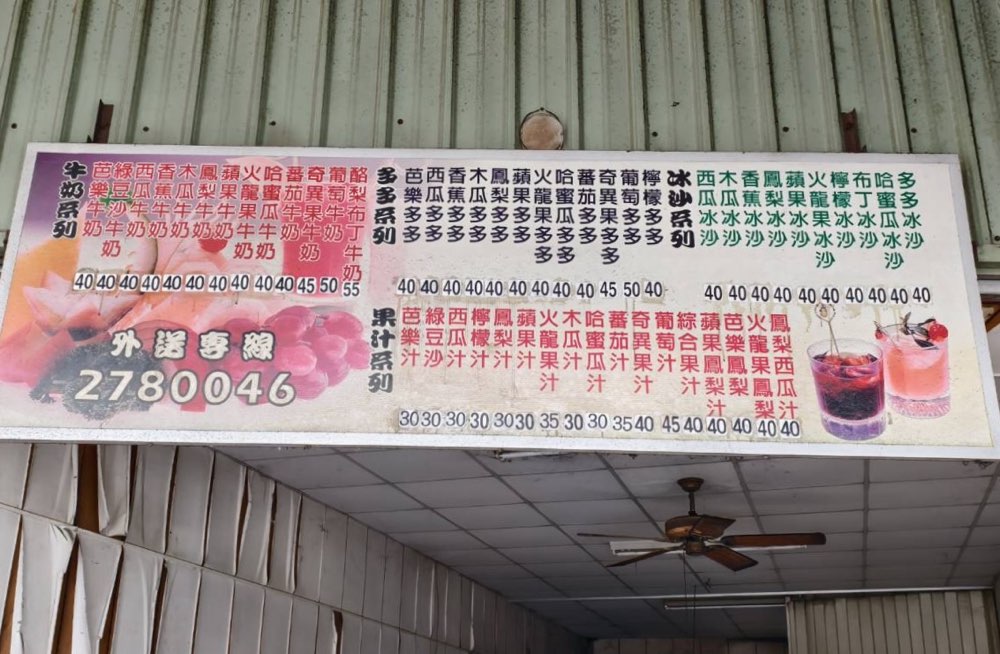 牛奶系列
芭樂牛奶 40
綠豆沙牛奶 40
西瓜牛奶 40
香蕉牛奶 40
木瓜牛奶 40
鳳梨牛奶 40
蘋果牛奶 40
火龍果牛奶 40
哈蜜瓜牛奶 40
番茄牛奶 40
奇異果牛奶 45
葡萄牛奶 50
酪梨布丁牛奶 55
外送專線
2780046
多多系列
芭樂多多 40
西瓜多多 40
香蕉多多 40
木瓜多多 40
鳳梨多多 40
蘋果多多 40
火龍果多多 40
哈蜜瓜多多 40
番茄多多 40
奇異果多多 45
葡萄多多 50
檸檬多多 40
冰沙系列
西瓜冰沙 40
木瓜冰沙 40
香蕉冰沙 40
鳳梨冰沙 40
蘋果冰沙 40
火龍果冰沙 40
檸檬冰沙 40
布丁冰沙 40
哈蜜瓜冰沙 40
多多冰沙 40
果汁系列
芭樂汁 30
綠豆沙 30
西瓜汁 30
檸檬汁 30
鳳梨汁 30
蘋果汁 30
火龍果汁 35
木瓜汁 30
哈蜜瓜汁 30
番茄汁 35
奇異果汁 40
葡萄汁 45
綜合果汁 40
蘋果鳳梨汁 40
芭樂鳳梨 40
火龍果鳳梨 40
鳳梨西瓜汁 40